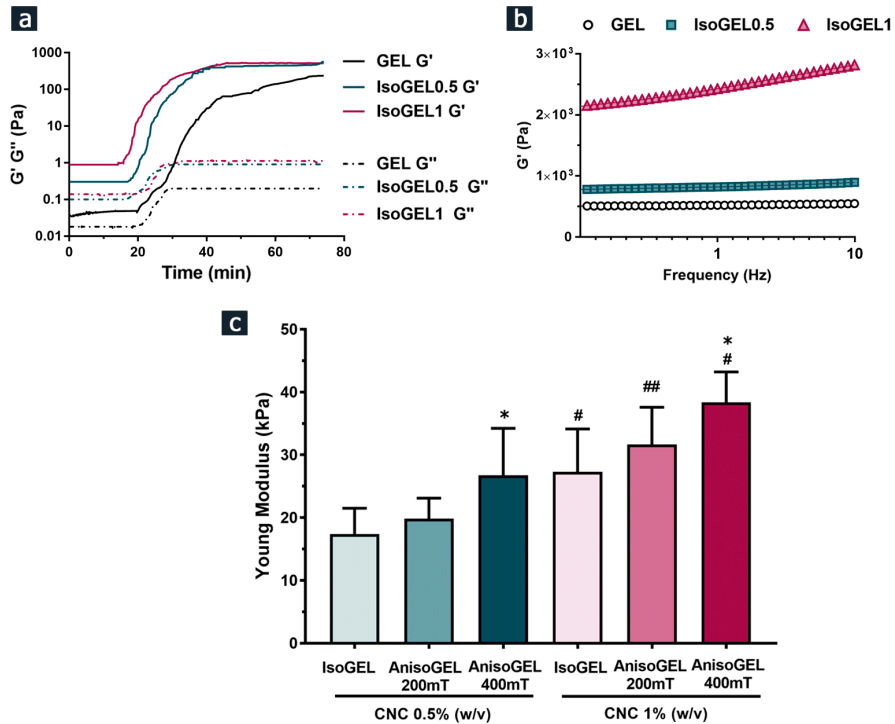 a
G' G'' (Pa)
1000
100
10
1
0.1
0.01
0
20
40
60
80
Time (min)
GEL G'
IsoGEL0.5 G'
IsoGEL1 G'
GEL G''
IsoGEL0.5 G''
IsoGEL1 G''
b
GEL
IsoGEL0.5
IsoGEL1
G' (Pa)
3×10³
2×10³
1×10³
0
1
10
Frequency (Hz)
c
Young Modulus (kPa)
50
40
30
20
10
0
*
#
##
*
#
IsoGEL
AnisoGEL
200mT
AnisoGEL
400mT
IsoGEL
AnisoGEL
200mT
AnisoGEL
400mT
CNC 0.5% (w/v)
CNC 1% (w/v)